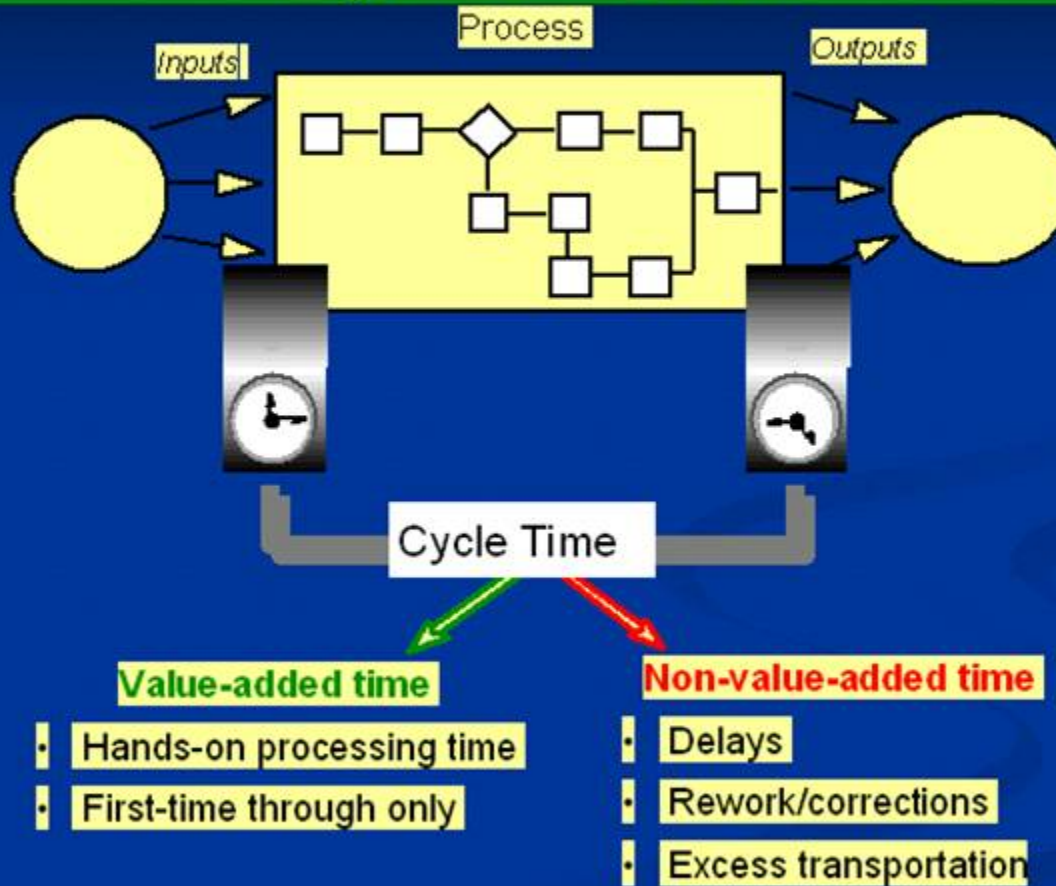 Process
Inputs
Outputs
Cycle Time
Value-added time
• Hands-on processing time
• First-time through only
Non-value-added time
• Delays
• Rework/corrections
• Excess transportation